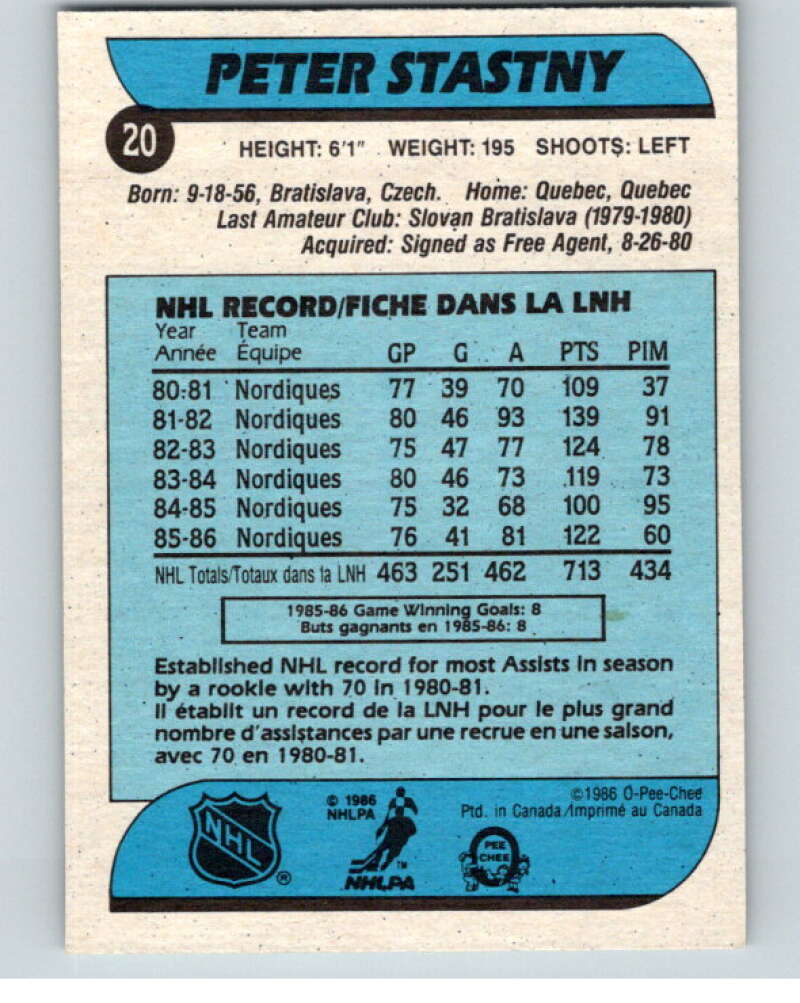 PETER STASTNY
20
HEIGHT: 6'1" WEIGHT: 195 SHOOTS: LEFT
Born: 9-18-56, Bratislava, Czech. Home: Quebec, Quebec
Last Amateur Club: Slovan Bratislava (1979-1980)
Acquired: Signed as Free Agent, 8-26-80
NHL RECORD/FICHE DANS LA LNH
Year Team
Année Équipe GP G A PTS PIM
80-81 Nordiques 77 39 70 109 37
81-82 Nordiques 80 46 93 139 91
82-83 Nordiques 75 47 77 124 78
83-84 Nordiques 80 46 73 119 73
84-85 Nordiques 75 32 68 100 95
85-86 Nordiques 76 41 81 122 60
NHL Totals/Totaux dans la LNH 463 251 462 713 434
1985-86 Game Winning Goals: 8
Buts gagnants en 1985-86: 8
Established NHL record for most Assists in season
by a rookie with 70 in 1980-81.
Il établit un record de la LNH pour le plus grand
nombre d'assistances par une recrue en une saison,
avec 70 en 1980-81.
NHL
®
© 1986
NHLPA
TM
NHLPA
©1986 O-Pee-Chee
Ptd. in Canada/Imprimé au Canada
PEE
CHEE